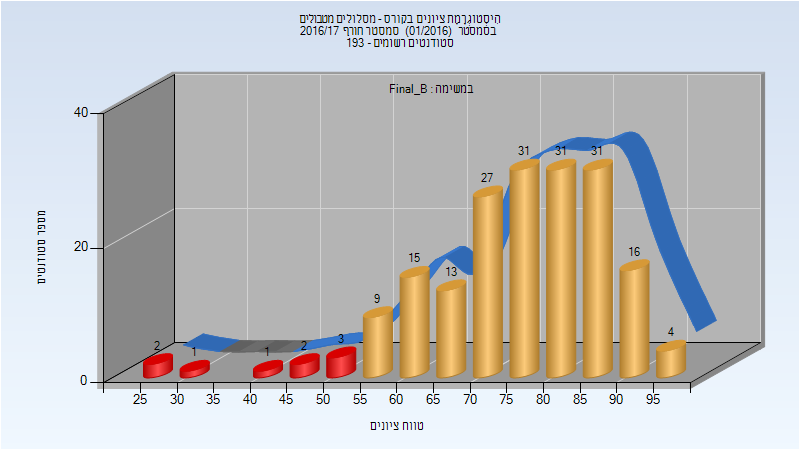 היסטוגרמת ציונים בקורס - מסלולים מטבולים
בסמסטר (01/2016) סמסטר חורף 2016/17
סטודנטים רשומים - 193
במשימה : Final_B
מספר סטודנטים
40
20
0
2
1
1
2
3
9
15
13
27
31
31
31
16
4
25 30 35 40 45 50 55 60 65 70 75 80 85 90 95
טווח ציונים